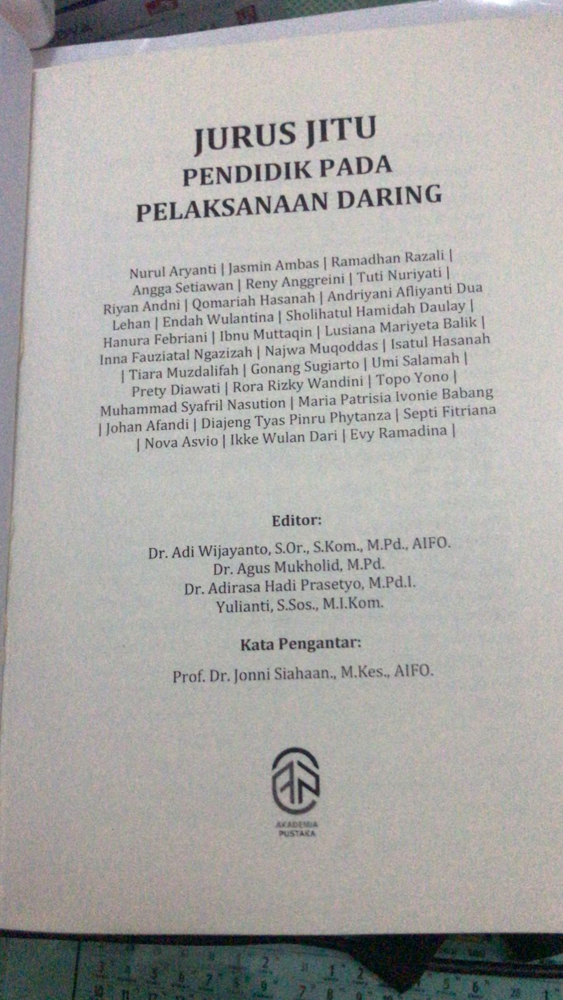 JURUS JITU
PENDIDIK PADA
PELAKSANAAN DARING
Nurul Aryanti | Jasmin Ambas | Ramadhan Razali |
Angga Setiawan | Reny Anggreini | Tuti Nuriyati |
Riyan Andni | Qomariah Hasanah | Andriyani Afliyanti Dua
Lehan | Endah Wulantina | Sholihatul Hamidah Daulay |
Hanura Febriani | Ibnu Muttaqin | Lusiana Mariyeta Balik |
Inna Fauziatal Ngazizah | Najwa Muqoddas | Isatul Hasanah
| Tiara Muzdalifah | Gonang Sugiarto | Umi Salamah |
Prety Diawati | Rora Rizky Wandini | Topo Yono |
Muhammad Syafril Nasution | Maria Patrisia Ivonie Babang
| Johan Afandi | Diajeng Tyas Pinru Phytanza | Septi Fitriana
| Nova Asvio | Ikke Wulan Dari | Evy Ramadina |
Editor:
Dr. Adi Wijayanto, S.Or., S.Kom., M.Pd., AIFO.
Dr. Agus Mukholid, M.Pd.
Dr. Adirasa Hadi Prasetyo, M.Pd.I.
Yulianti, S.Sos., M.I.Kom.
Kata Pengantar:
Prof. Dr. Jonni Siahaan., M.Kes., AIFO.
AKADEMIA
PUSTAKA